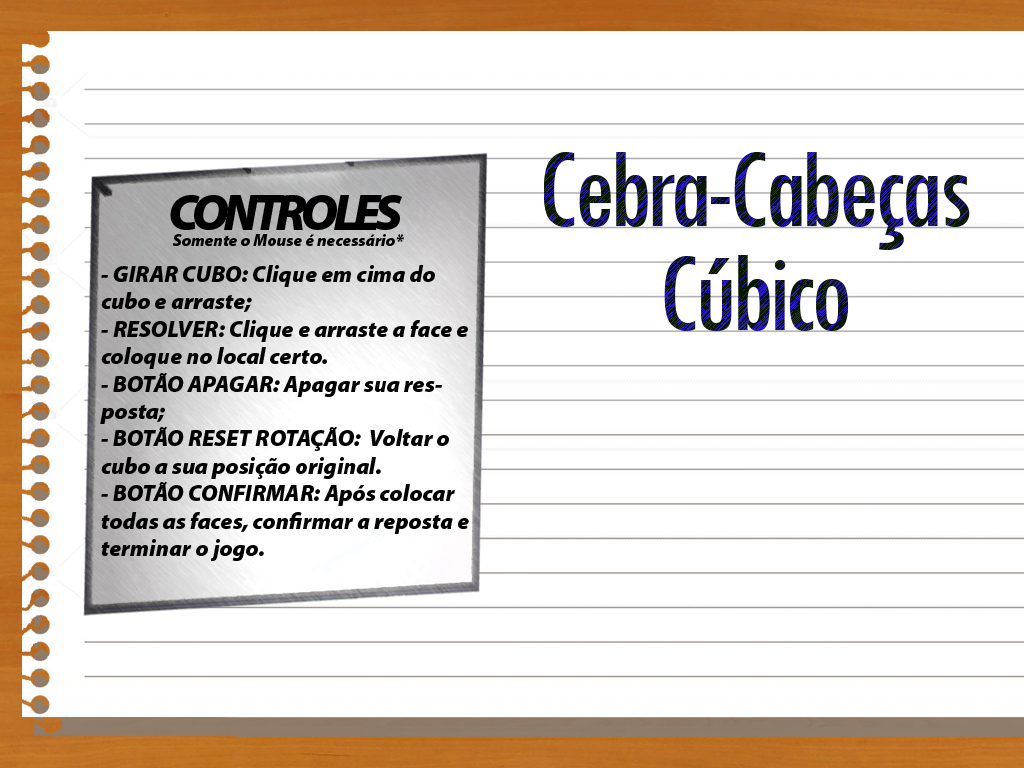 CONTROLES
Somente o Mouse é necessário*
- GIRAR CUBO: Clique em cima do
cubo e arraste;
- RESOLVER: Clique e arraste a face e
coloque no local certo.
- BOTÃO APAGAR: Apagar sua res-
posta;
- BOTÃO RESET ROTAÇÃO: Voltar o
cubo a sua posição original.
- BOTÃO CONFIRMAR: Após colocar
todas as faces, confirmar a reposta e
terminar o jogo.
Cebra-Cabeças
Cúbico